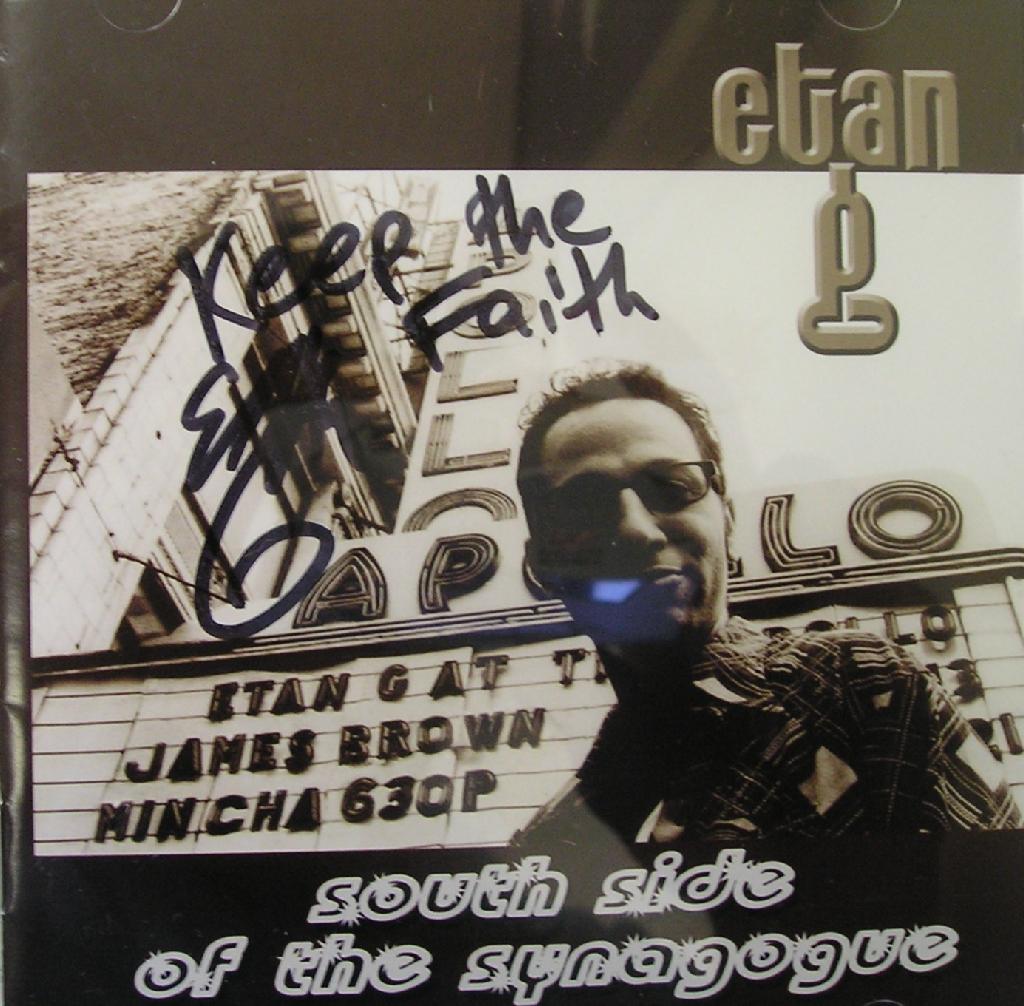 etan
g
Keep the
Faith
APOLLO
ETAN G AT
JAMES BROWN
MINCHA 630P
south side
of the synagogue